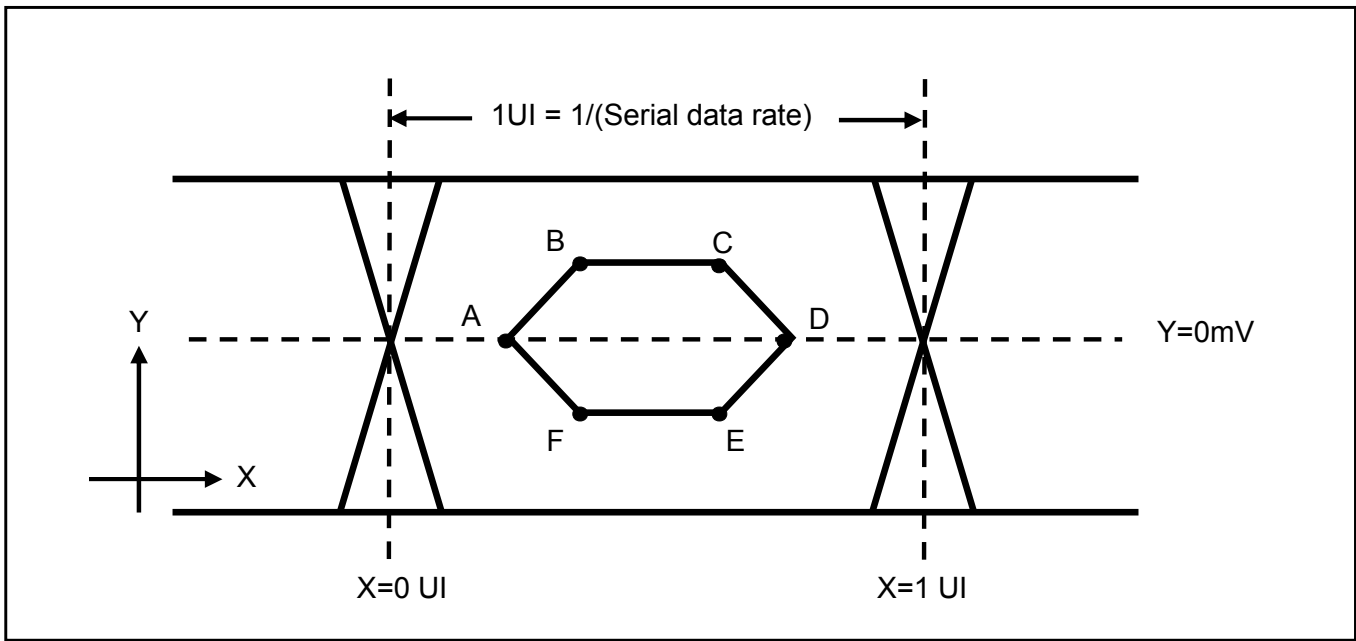 1UI = 1/(Serial data rate)
B
C
A
D
Y
Y=0mV
F
E
X
X=0 UI
X=1 UI